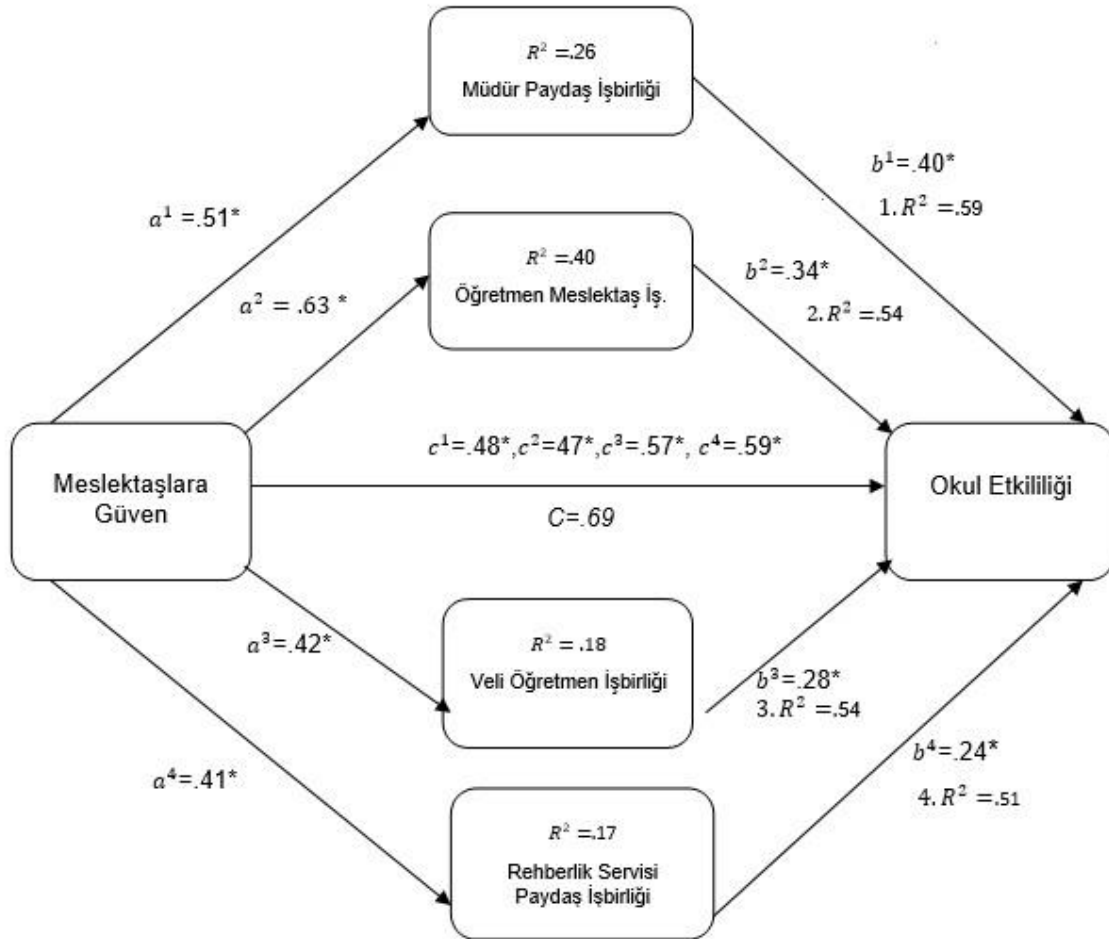 R² =.26
Müdür Paydaş İşbirliği
b¹=.40*
1.R² =.59
a¹ =.51*
R² =.40
Öğretmen Meslektaş İş.
b²=.34*
2.R² =.54
a² = .63 *
c¹=.48*,c²=47*,c³=.57*, c⁴=.59*
Meslektaşlara
Güven
Okul Etkililiği
C=.69
a³=.42*
R² = .18
Veli Öğretmen İşbirliği
b³=.28*
3.R² =.54
a⁴=.41*
b⁴=.24*
4.R² =.51
R² =.17
Rehberlik Servisi
Paydaş İşbirliği